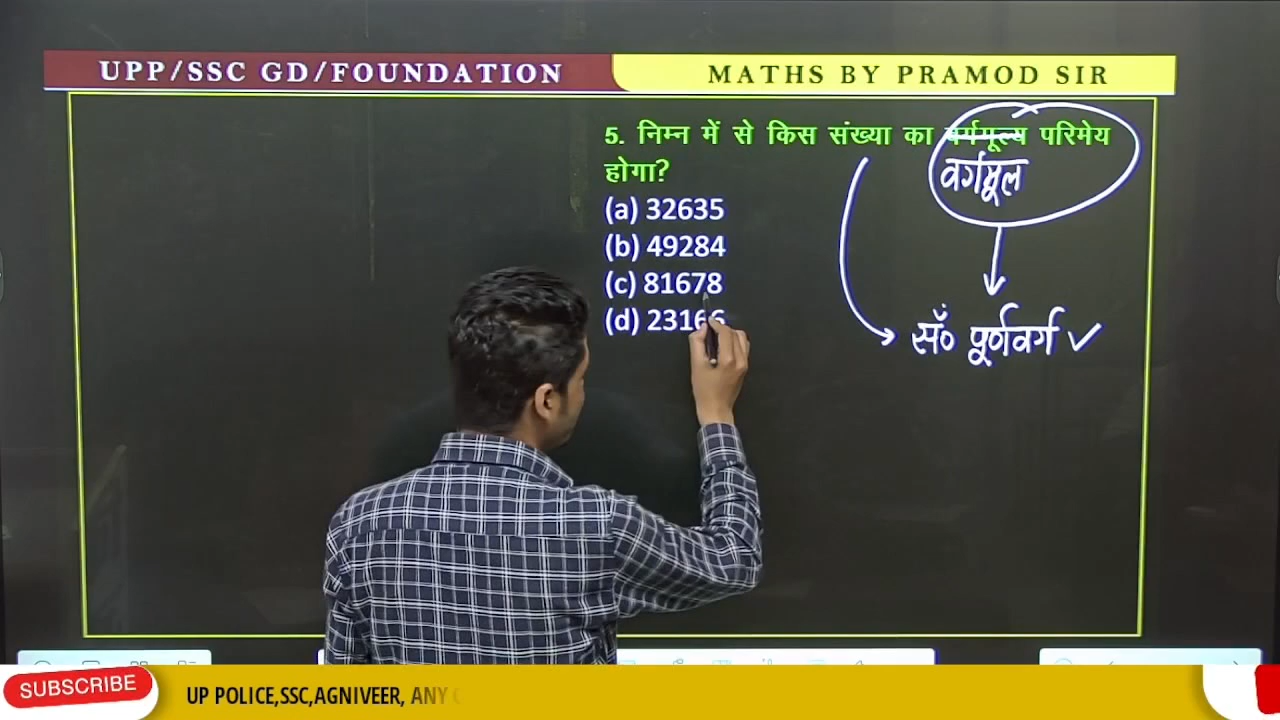 UPP/SSC GD/FOUNDATION
MATHS BY PRAMOD SIR
5. निम्न में से किस संख्या का वर्गमूल्य परिमेय
होगा?
वर्गमूल
(a) 32635
(b) 49284
(c) 81678
(d) 23166
सं० पूर्णवर्ग ✓
SUBSCRIBE
UP POLICE,SSC,AGNIVEER, ANY